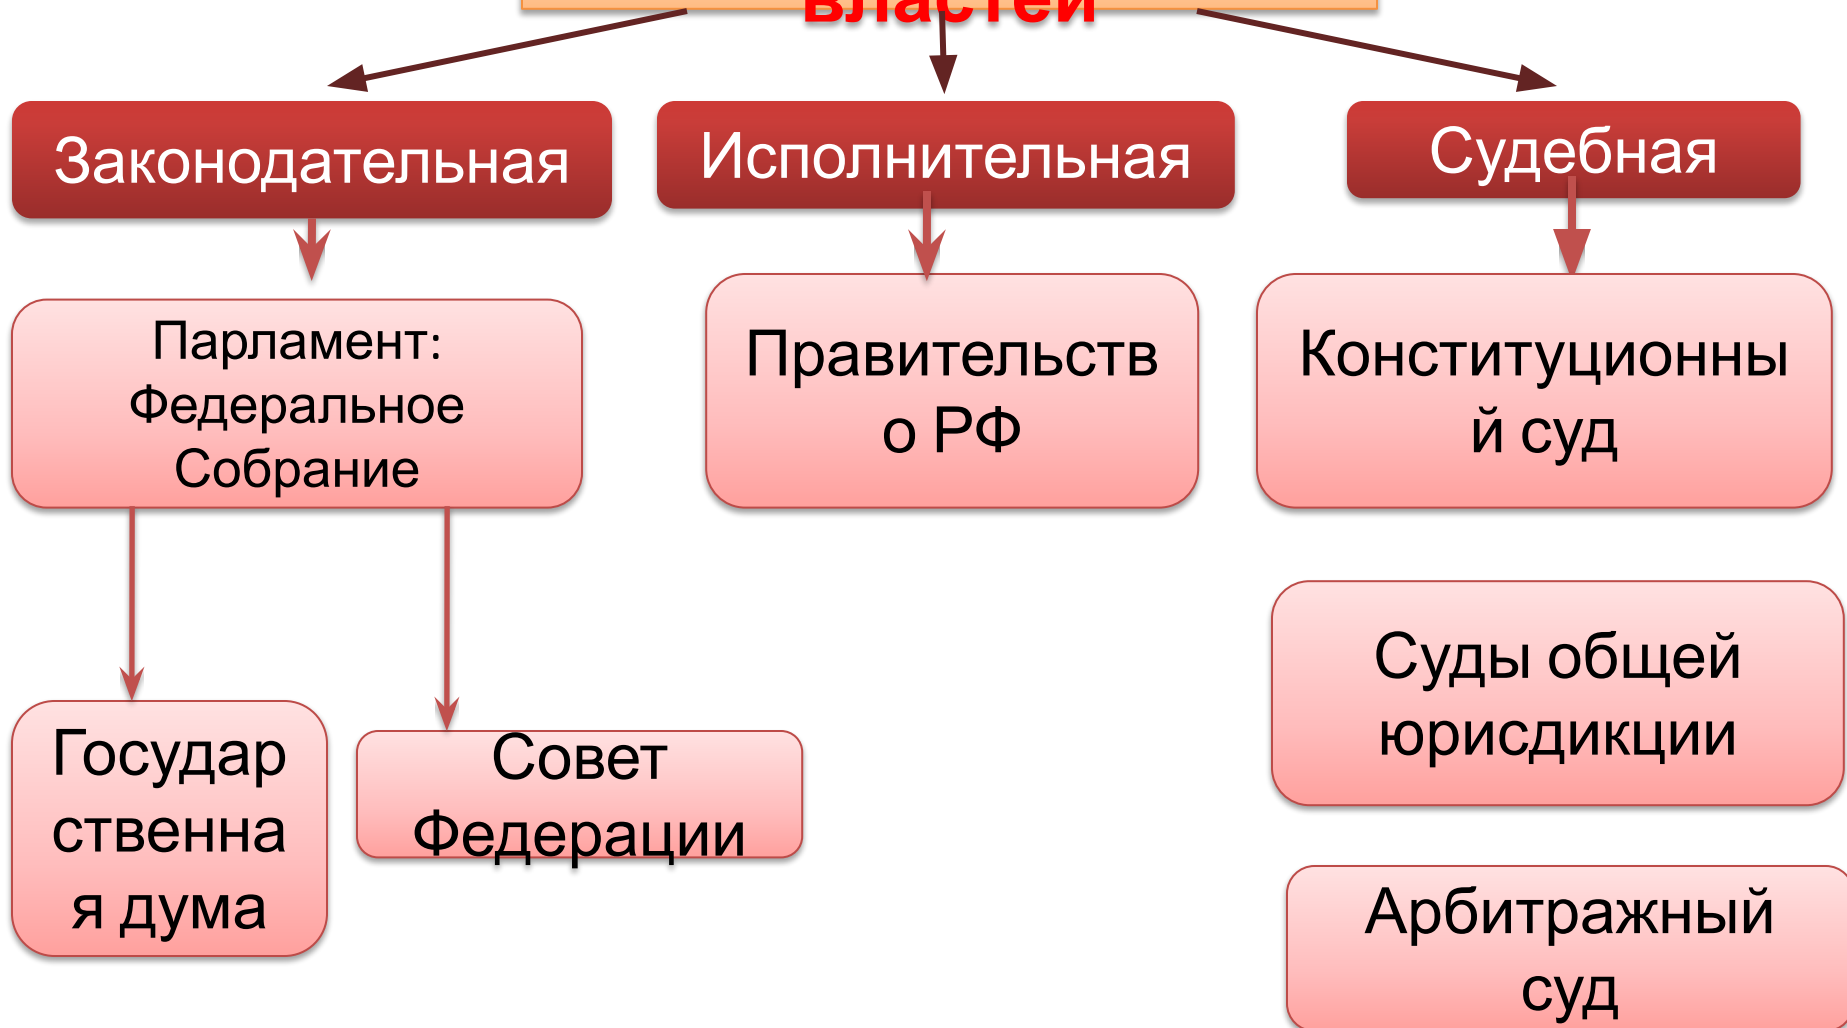 властей
Законодательная
Исполнительная
Судебная
Парламент:
Федеральное
Собрание
Правительств
о РФ
Конституционны
й суд
Суды общей
юрисдикции
Государ
ственна
я дума
Совет
Федерации
Арбитражный
суд